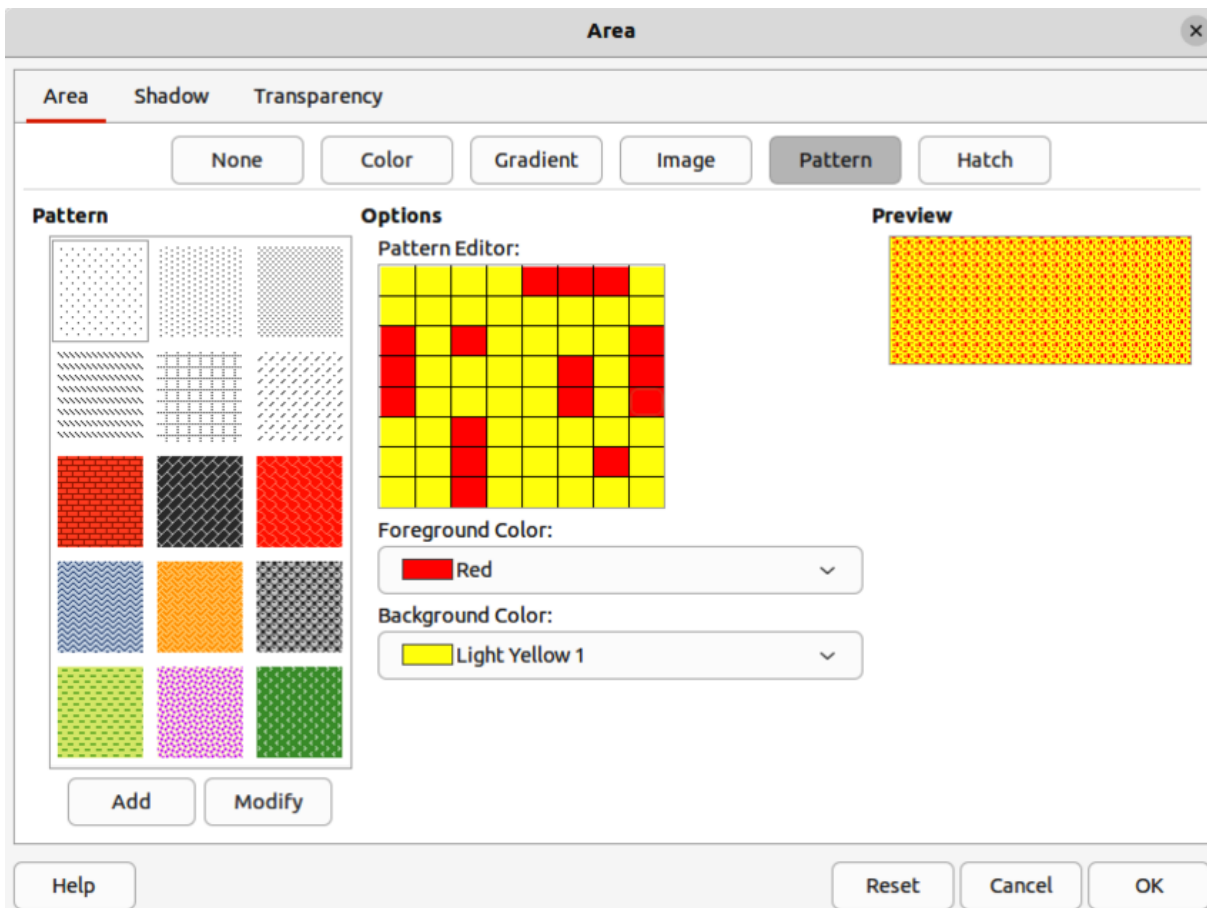 Area
Area Shadow Transparency
None Color Gradient Image Pattern Hatch
Pattern
Options
Preview
Pattern Editor:
Foreground Color:
Red
Background Color:
Light Yellow 1
Add Modify
Help Reset Cancel OK